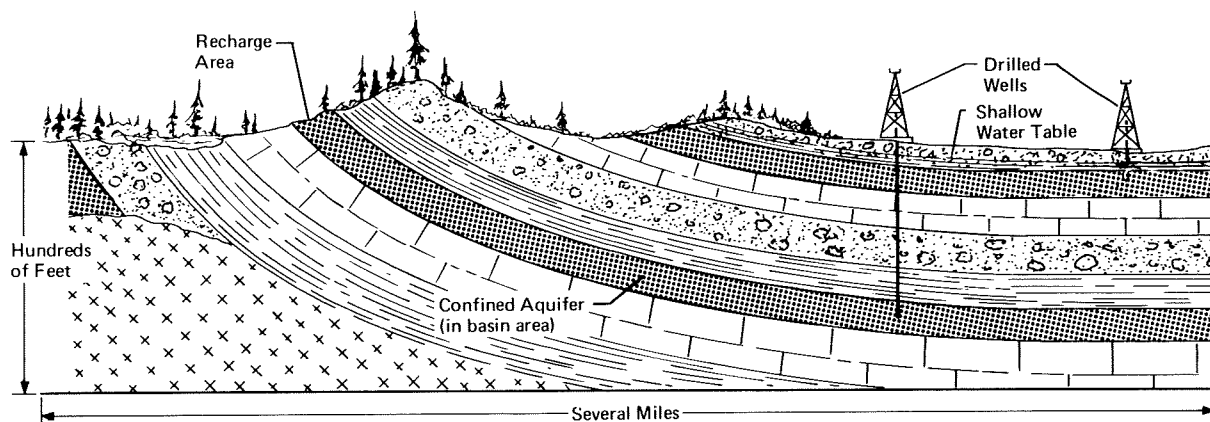 Recharge
Area
Drilled
Wells
Shallow
Water Table
Hundreds
of Feet
Confined Aquifer
(in basin area)
Several Miles